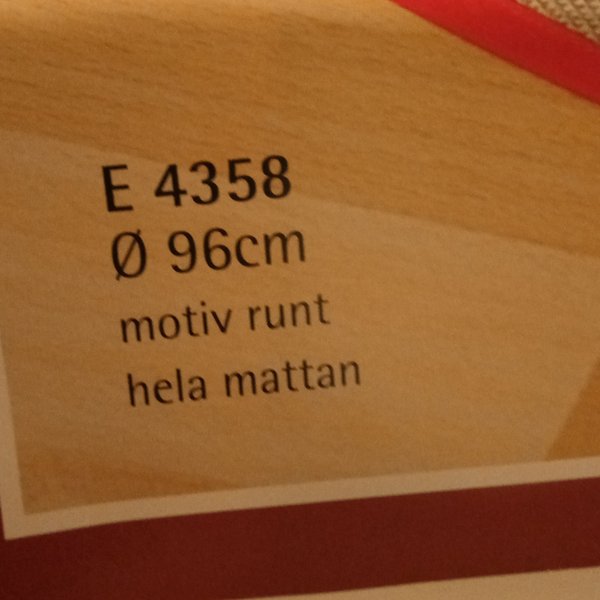 E 4358
Ø 96cm
motiv runt
hela mattan